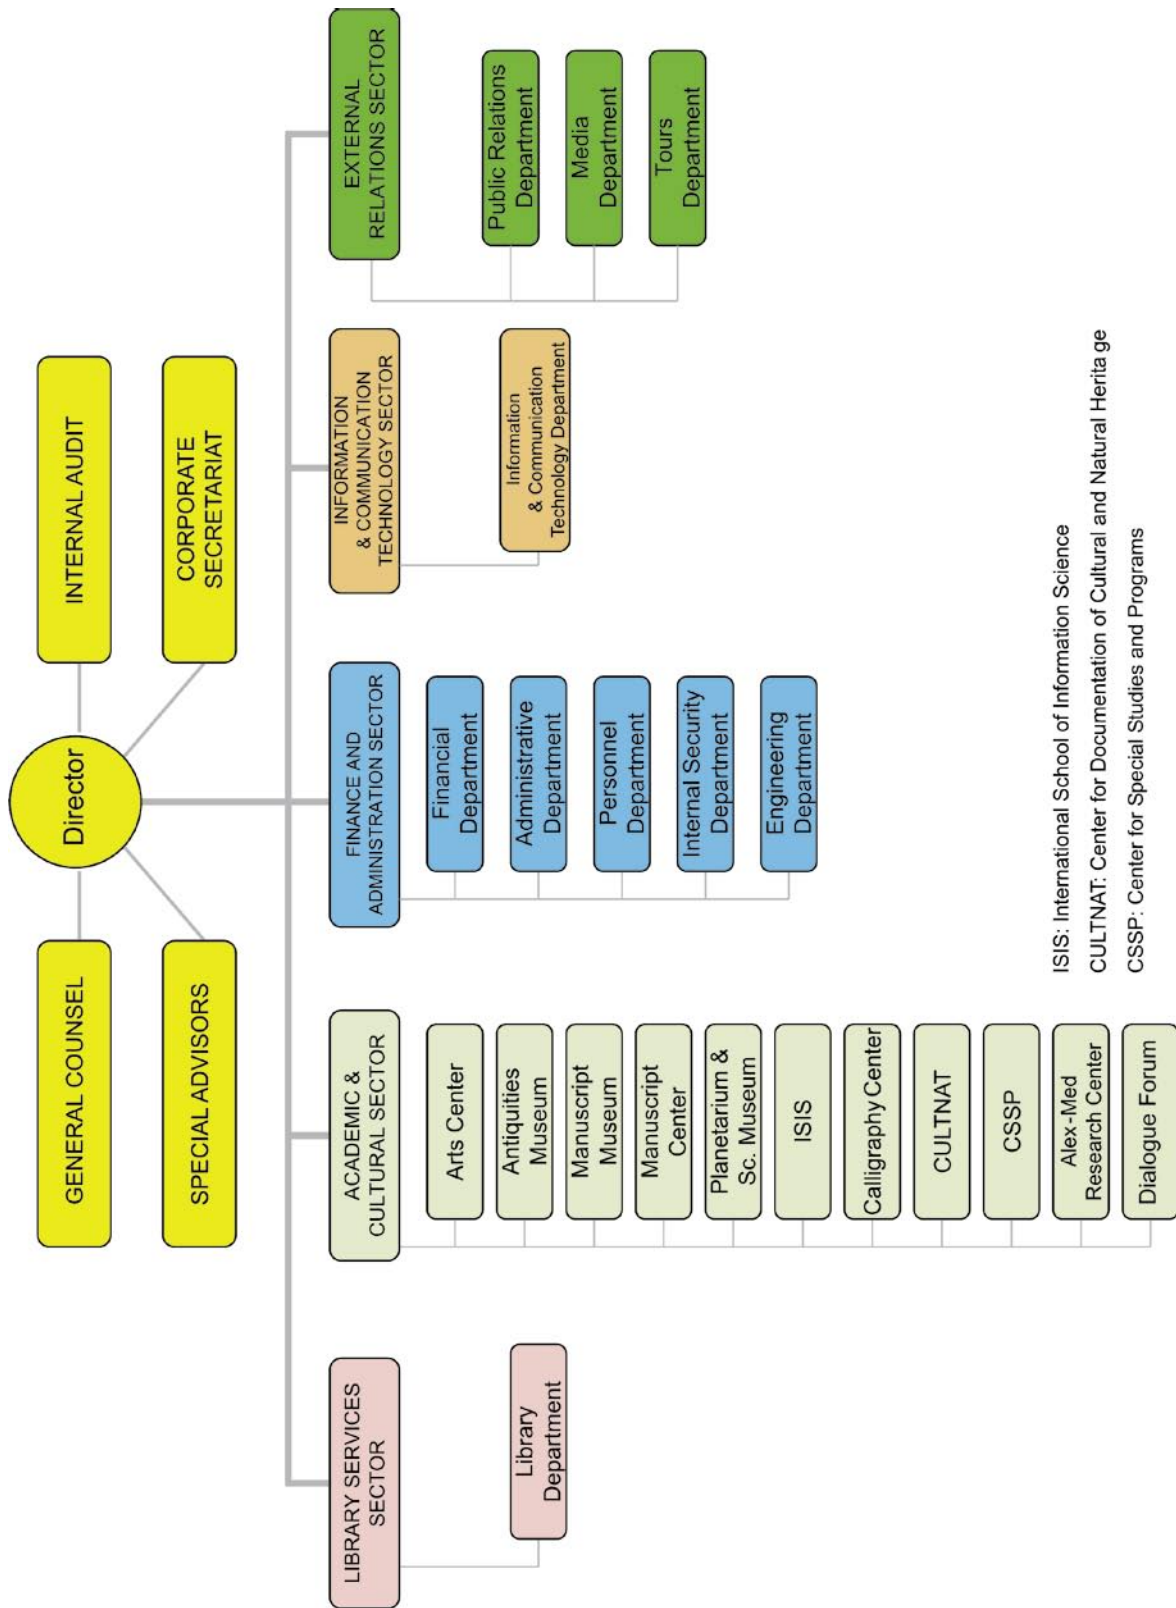 Director
GENERAL COUNSEL
INTERNAL AUDIT
SPECIAL ADVISORS
CORPORATE
SECRETARIAT
LIBRARY SERVICES
SECTOR
Library
Department
ACADEMIC &
CULTURAL SECTOR
Arts Center
Antiquities
Museum
Manuscript
Museum
Manuscript
Center
Planetarium &
Sc. Museum
ISIS
Calligraphy Center
CULTNAT
CSSP
Alex-Med
Research Center
Dialogue Forum
FINANCE AND
ADMINISTRATION SECTOR
Financial
Department
Administrative
Department
Personnel
Department
Internal Security
Department
Engineering
Department
INFORMATION
& COMMUNICATION
TECHNOLOGY SECTOR
Information
& Communication
Technology Department
EXTERNAL
RELATIONS SECTOR
Public Relations
Department
Media
Department
Tours
Department
ISIS: International School of Information Science
CULTNAT: Center for Documentation of Cultural and Natural Herita ge
CSSP: Center for Special Studies and Programs